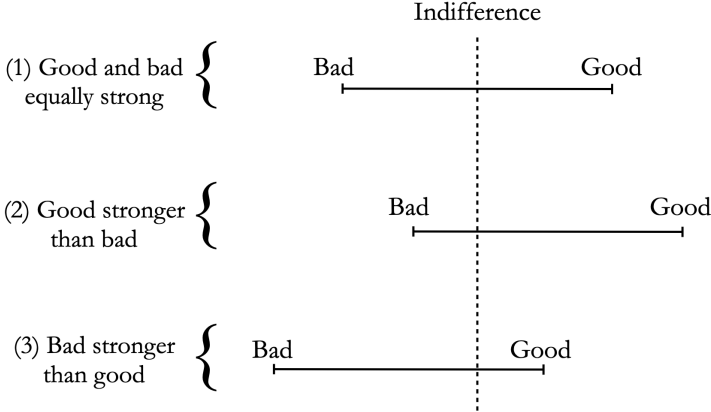 Indifference
(1) Good and bad
equally strong
Bad
Good
(2) Good stronger
than bad
Bad
Good
(3) Bad stronger
than good
Bad
Good